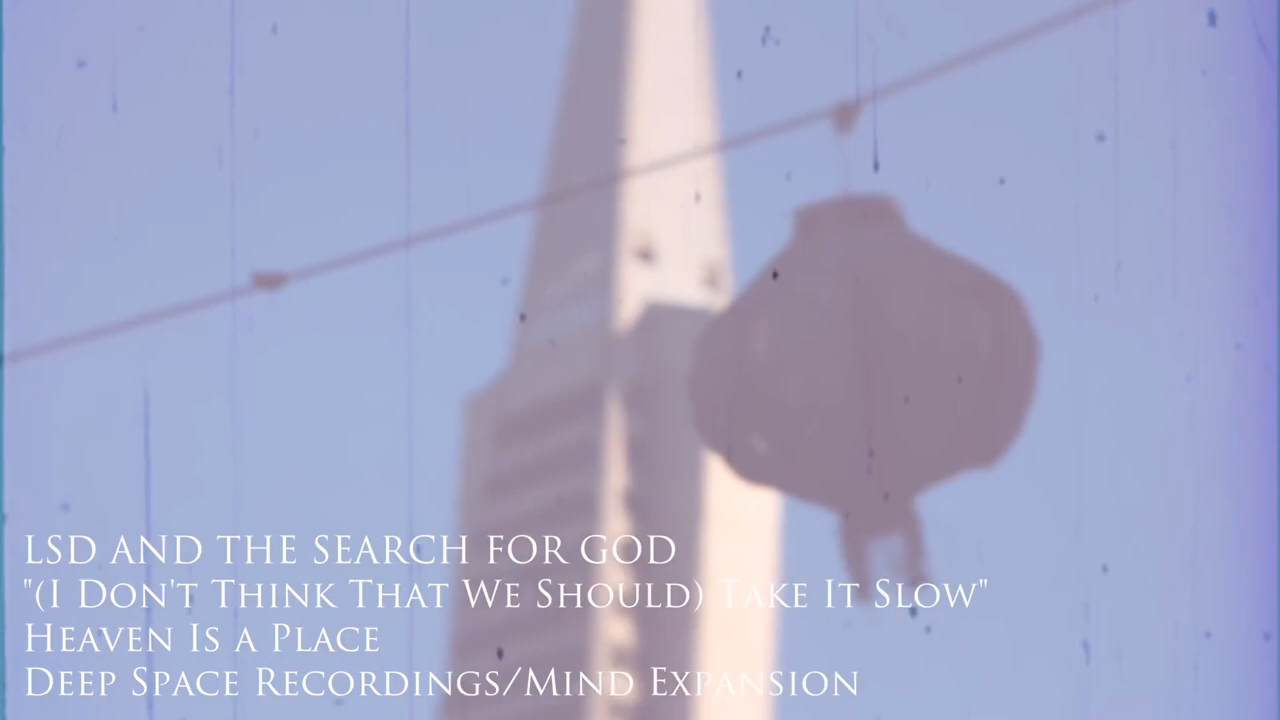 LSD AND THE SEARCH FOR GOD
"(I DON'T THINK THAT WE SHOULD) TAKE IT SLOW"
HEAVEN IS A PLACE
DEEP SPACE RECORDINGS/MIND EXPANSION